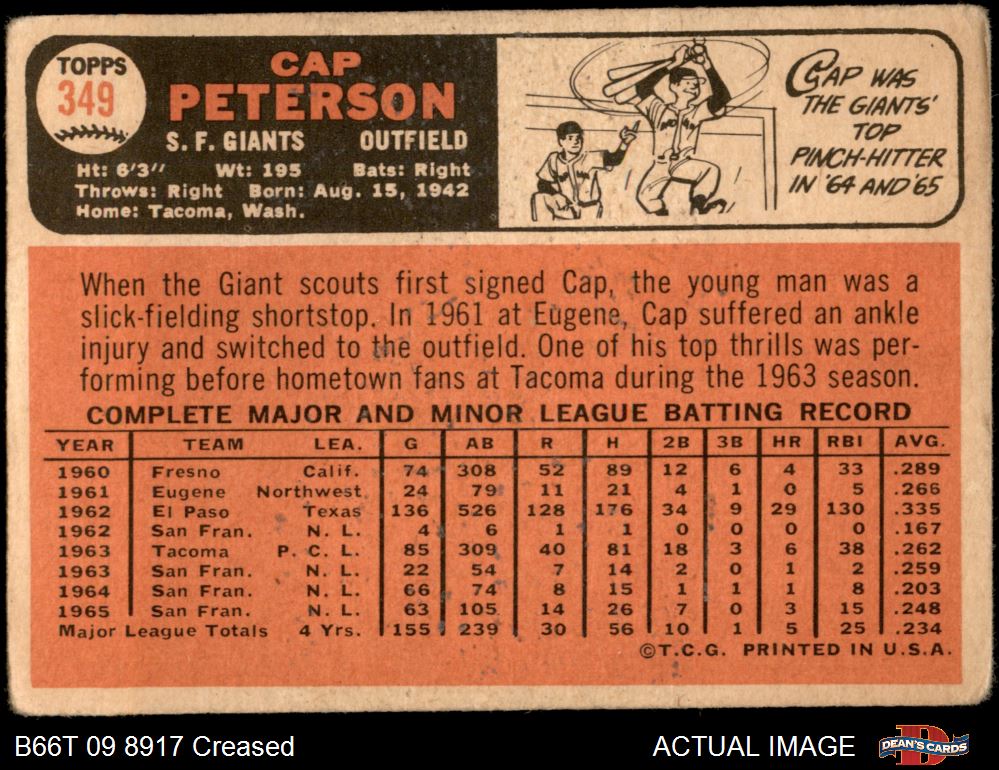 TOPPS
349
CAP
PETERSON
S. F. GIANTS OUTFIELD
Ht: 6'3" Wt: 195 Bats: Right
Throws: Right Born: Aug. 15, 1942
Home: Tacoma, Wash.
CAP WAS
THE GIANTS'
TOP
PINCH-HITTER
IN '64 AND '65
When the Giant scouts first signed Cap, the young man was a
slick-fielding shortstop. In 1961 at Eugene, Cap suffered an ankle
injury and switched to the outfield. One of his top thrills was per-
forming before hometown fans at Tacoma during the 1963 season.
COMPLETE MAJOR AND MINOR LEAGUE BATTING RECORD
YEAR TEAM LEA. G AB R H 2B 3B HR RBI AVG.
1960 Fresno Calif. 74 308 52 89 12 6 4 33 .289
1961 Eugene Northwest 24 79 11 21 4 1 0 5 .266
1962 El Paso Texas 136 526 128 176 34 9 29 130 .335
1962 San Fran. N. L. 4 6 1 1 0 0 0 0 .167
1963 Tacoma P. C. L. 85 309 40 81 18 3 6 38 .262
1963 San Fran. N. L. 22 54 7 14 2 0 1 2 .259
1964 San Fran. N. L. 66 74 8 15 1 1 1 8 .203
1965 San Fran. N. L. 63 105 14 26 7 0 3 15 .248
Major League Totals 4 Yrs. 155 239 30 56 10 1 5 25 .234
©T.C.G. PRINTED IN U.S.A.
B66T 09 8917 Creased ACTUAL IMAGE DEAN'S CARDS